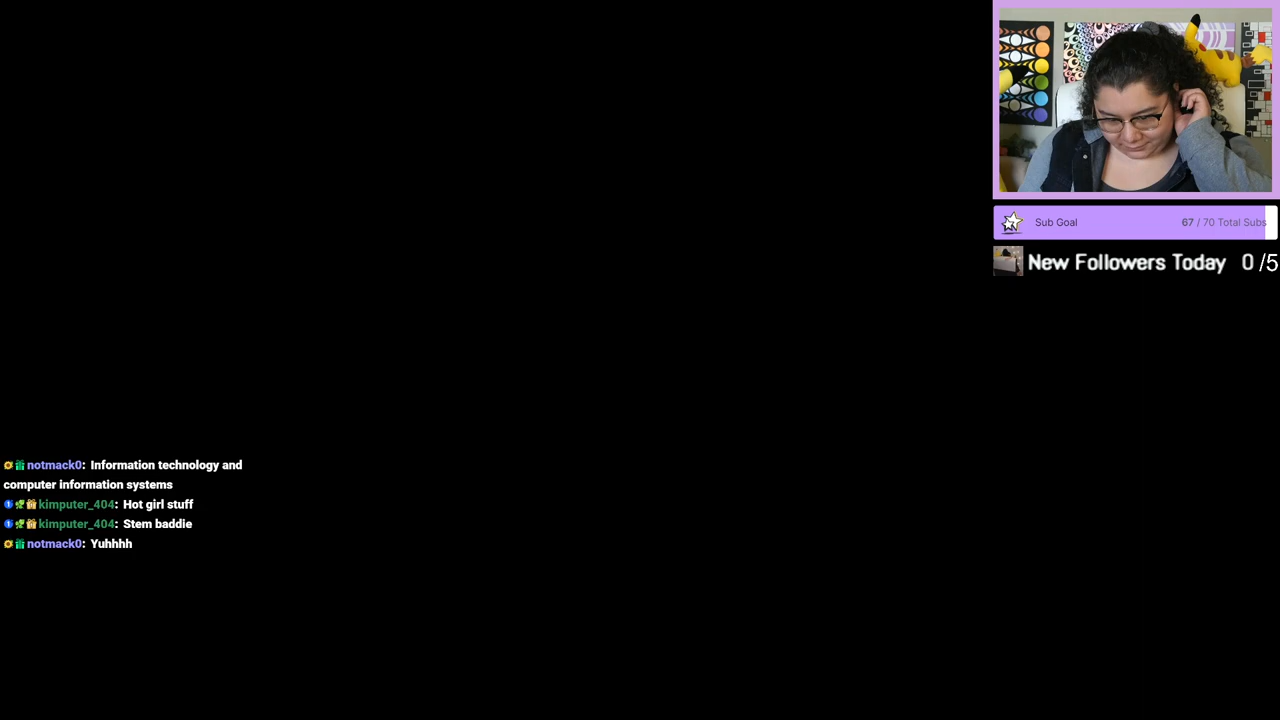 Sub Goal 67 / 70 Total Subs
New Followers Today 0 /5
notmack0: Information technology and
computer information systems
kimputer_404: Hot girl stuff
kimputer_404: Stem baddie
notmack0: Yuhhhh